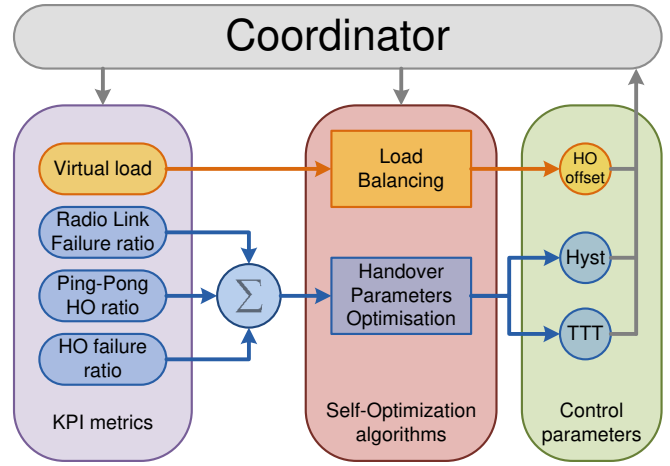 Coordinator
Virtual load
Radio Link
Failure ratio
Ping-Pong
HO ratio
HO failure
ratio
KPI metrics
Σ
Load
Balancing
Handover
Parameters
Optimisation
Self-Optimization
algorithms
HO
offset
Hyst
TTT
Control
parameters